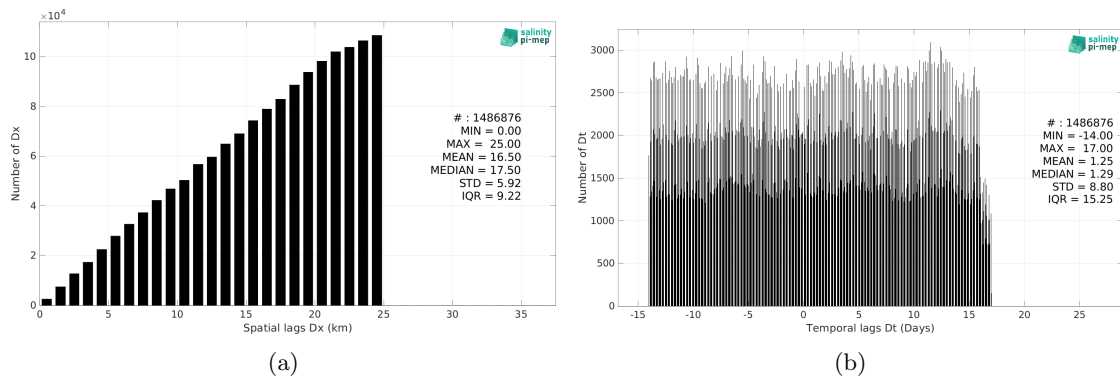 ×10⁴
10
8
6
4
2
0
Number of Dx
0 5 10 15 20 25 30 35
Spatial lags Dx (km)
salinity
pi-mep
# : 1486876
MIN = 0.00
MAX = 25.00
MEAN = 16.50
MEDIAN = 17.50
STD = 5.92
IQR = 9.22
(a)
3000
2500
2000
1500
1000
500
0
Number of Dt
-15 -10 -5 0 5 10 15 20 25
Temporal lags Dt (Days)
salinity
pi-mep
# : 1486876
MIN = -14.00
MAX = 17.00
MEAN = 1.25
MEDIAN = 1.29
STD = 8.80
IQR = 15.25
(b)